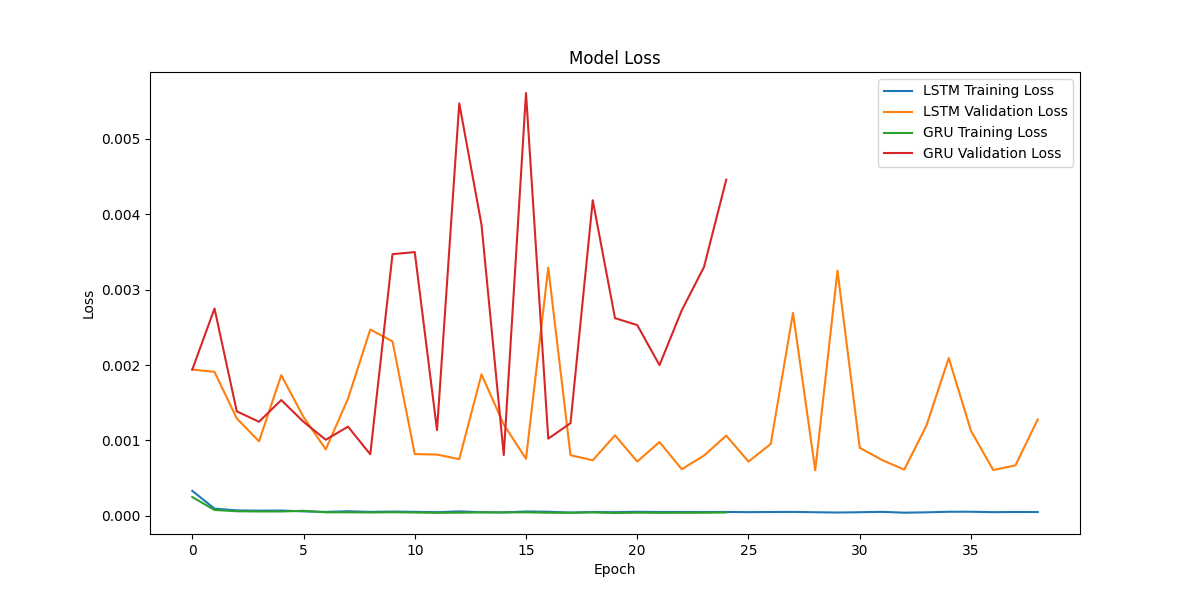 Model Loss
LSTM Training Loss
LSTM Validation Loss
GRU Training Loss
GRU Validation Loss
0.005
0.004
0.003
0.002
0.001
0.000
Loss
0 5 10 15 20 25 30 35
Epoch